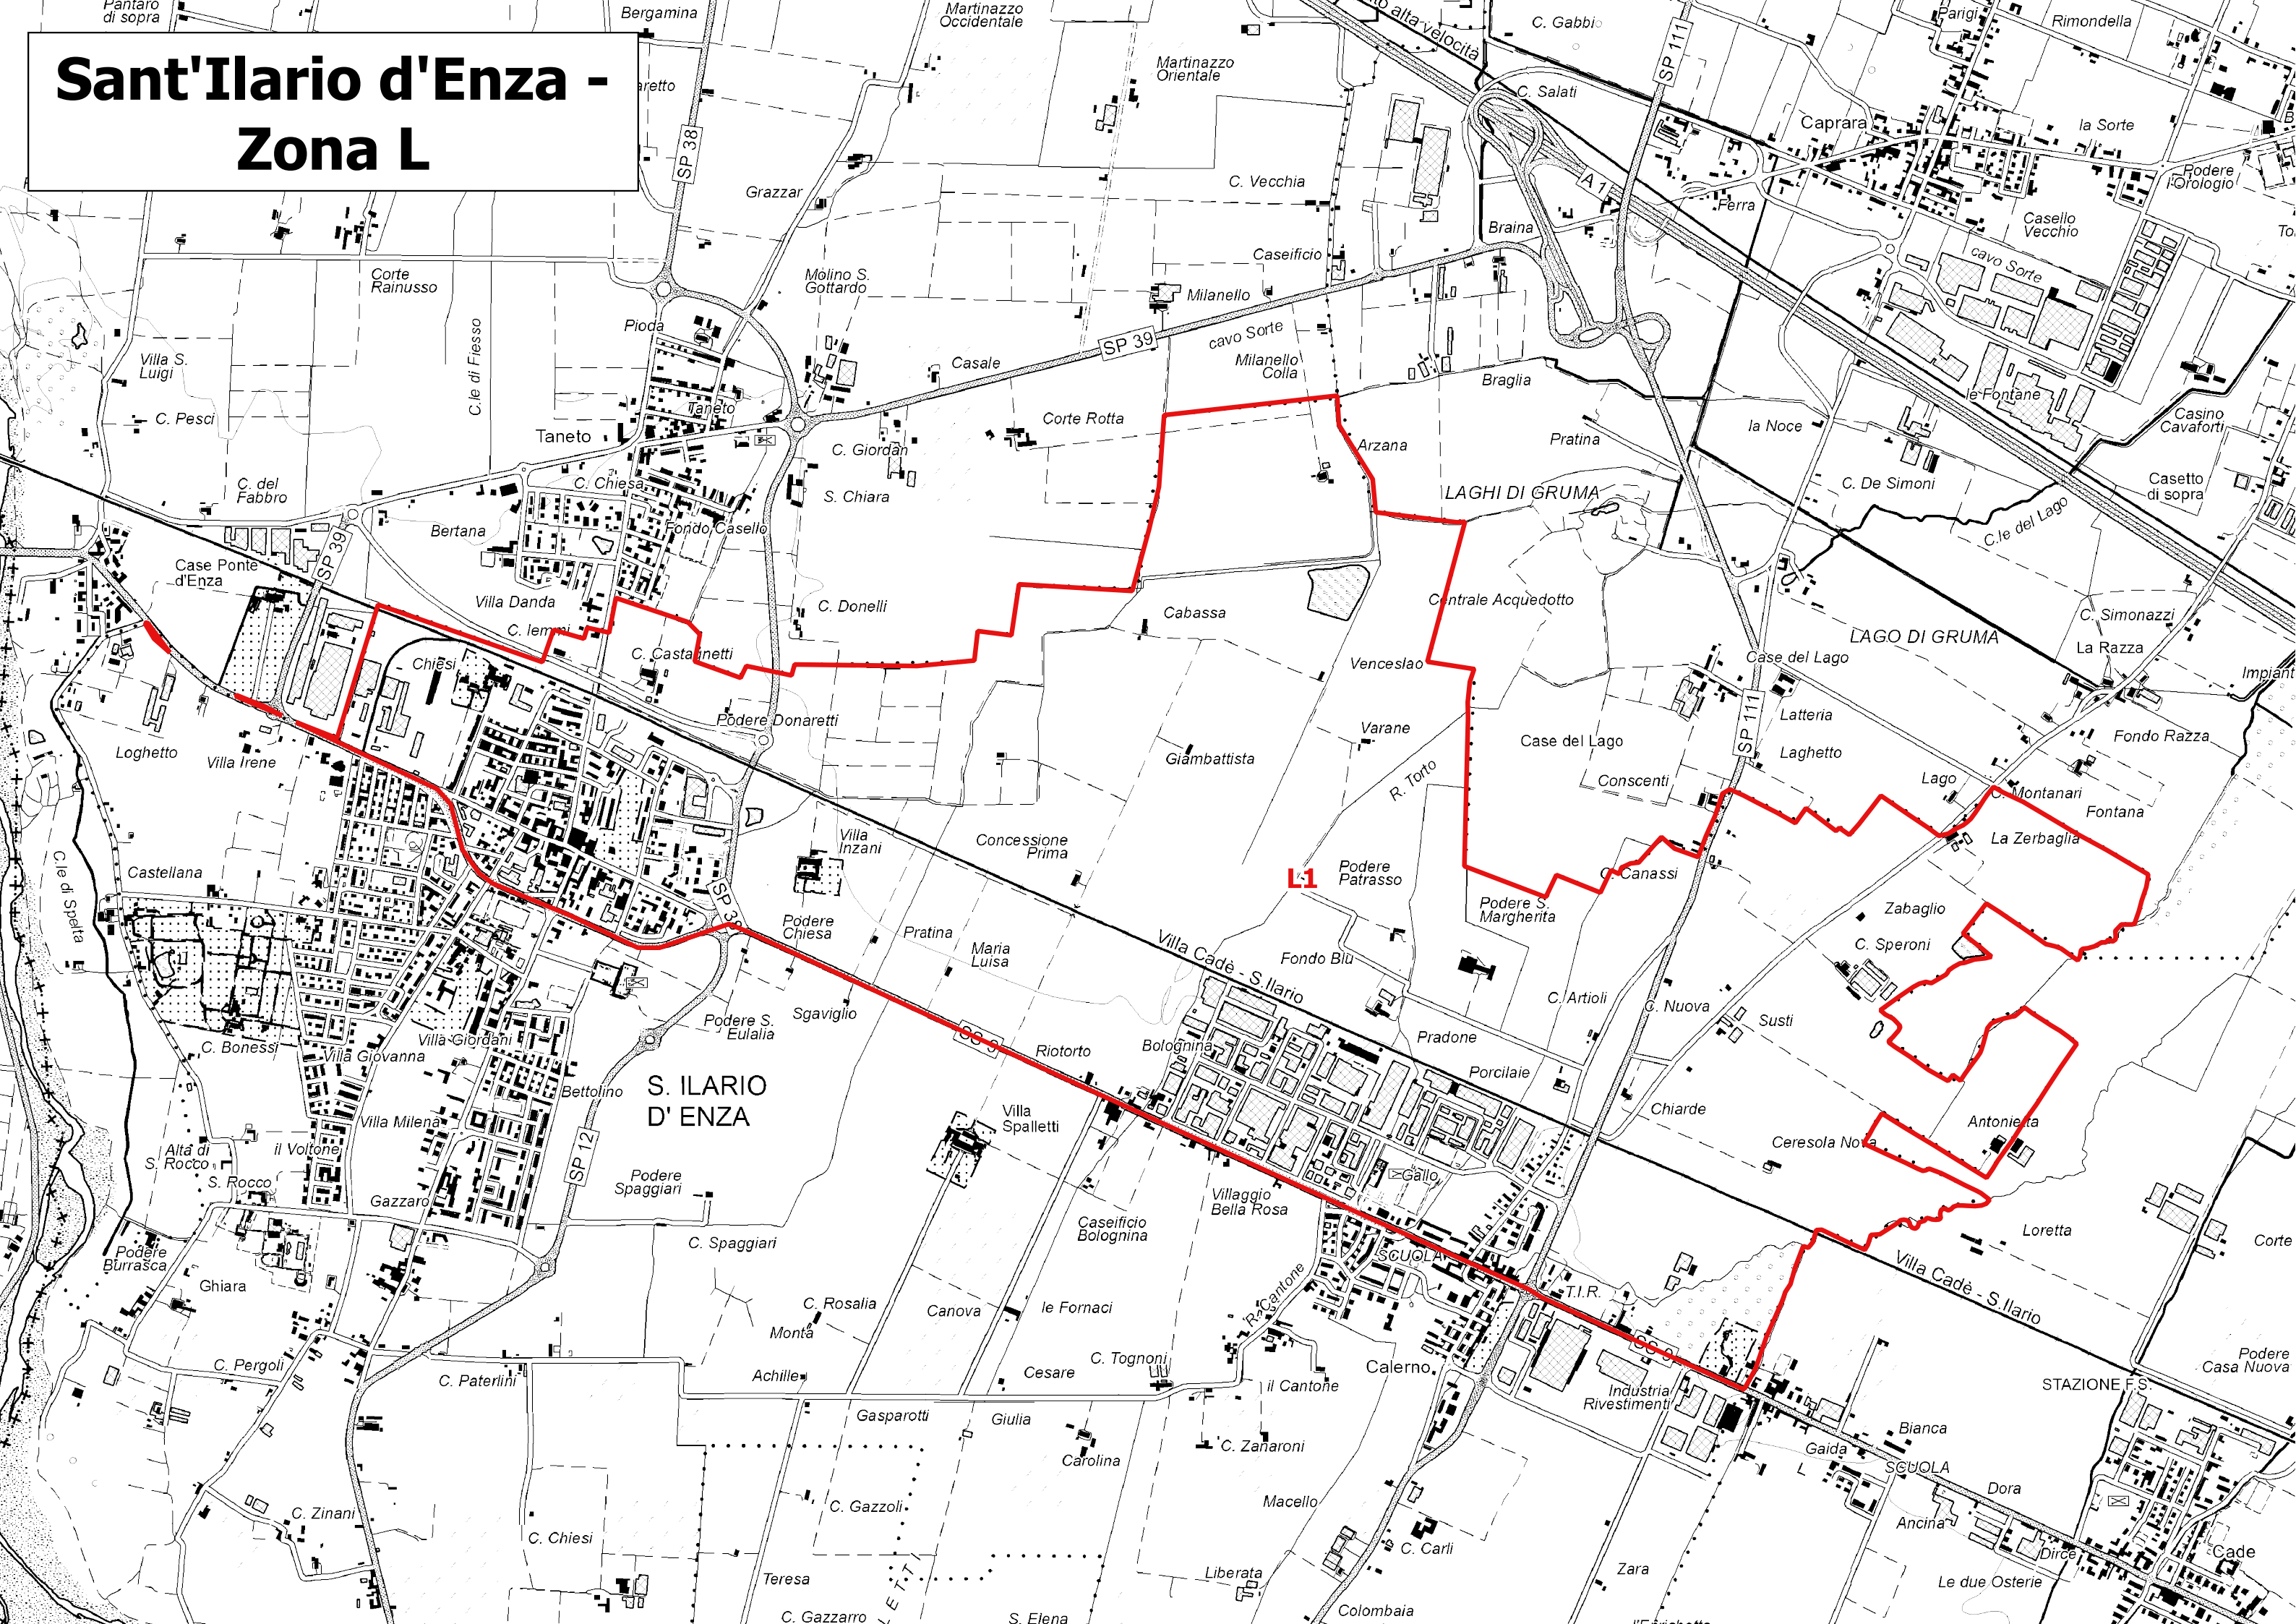 Sant'Ilario d'Enza -
Zona L
Pantaro
di sopra
Bergamina
Martinazzo
Occidentale
Martinazzo
Orientale
C. Gabbi
to alta velocità
SP 111
Parigi
Rimondella
C. Salati
Caprara
la Sorte
Podere
l'Orologio
aretto
SP 38
Grazzar
C. Vecchia
A 1
Ferra
Casello
Vecchio
Braina
Caseificio
cavo Sorte
Corte
Rainusso
Molino S.
Gottardo
Milanello
Pioda
C.le di Fiesso
SP 39
cavo Sorte
Villa S.
Luigi
Casale
Milanello
Colla
Braglia
le Fontane
C. Pesci
Taneto
Taneto
Corte Rotta
Arzana
Pratina
la Noce
Casino
Cavaforti
C. Giordan
C. del
Fabbro
C. Chiesa
S. Chiara
LAGHI DI GRUMA
C. De Simoni
Casetto
di sopra
Bertana
Fondo Casello
C.le del Lago
SP 39
Case Ponte
d'Enza
Villa Danda
C. Donelli
Cabassa
Centrale Acquedotto
C. Simonazzi
C. Iemmi
LAGO DI GRUMA
La Razza
Chiesi
C. Castagnetti
Venceslao
Case del Lago
Impiant
Podere Donaretti
Varane
SP 111
Latteria
Case del Lago
Fondo Razza
Loghetto
Villa Irene
Giambattista
R. Torto
Conscenti
Laghetto
Lago
C. Montanari
Fontana
Villa
Inzani
Concessione
Prima
La Zerbaglia
L1
Podere
Patrasso
C. Canassi
Castellana
C.le di Spelta
SP 38
Podere
Chiesa
Pratina
Podere S.
Margherita
Zabaglio
Maria
Luisa
Villa Cadè - S.Ilario
Fondo Blu
C. Speroni
Podere S.
Eulalia
Sgaviglio
C. Artioli
C. Nuova
Susti
SS 9
C. Bonessi
Villa Giovanna
Villa Giordani
Riotorto
Bolognina
Pradone
Bettolino
S. ILARIO
D' ENZA
Porcilaie
Villa
Spalletti
Chiarde
Villa Milena
Antonietta
Alta di
S. Rocco
il Voltone
SP 12
Ceresola Nova
S. Rocco
Podere
Spaggiari
Gallo
Gazzaro
Villaggio
Bella Rosa
Caseificio
Bolognina
Loretta
C. Spaggiari
Podere
Burrasca
SCUOLA
Corte
Ghiara
R. Cantone
T.I.R.
Villa Cadè - S.Ilario
C. Rosalia
Canova
le Fornaci
Monta
SS 9
C. Pergoli
C. Paterlini
Achille
Cesare
C. Tognoni
il Cantone
Calerno
Podere
Casa Nuova
STAZIONE F.S.
Industria
Rivestimenti
Gasparotti
Giulia
Bianca
Carolina
C. Zanaroni
Gaida
SCUOLA
C. Zinani
C. Gazzoli
Macello
Dora
C. Chiesi
Ancina
C. Carli
Dirce
Cade
Teresa
Liberata
Zara
Le due Osterie
C. Gazzarro
LETTI
S. Elena
Colombaia